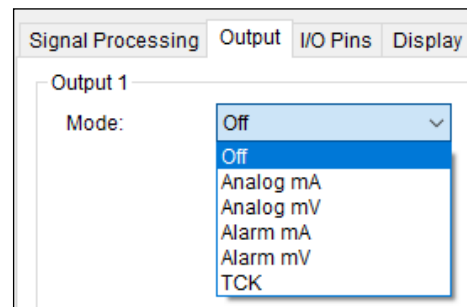 Signal Processing Output I/O Pins Display
Output 1
Mode: Off
Off
Analog mA
Analog mV
Alarm mA
Alarm mV
TCK